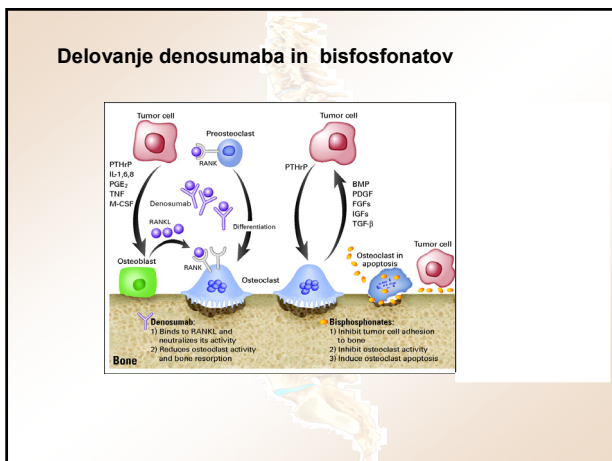 Delovanje denosumaba in bisfosfonatov
Tumor cell
Preosteoclast
RANK
PTHrP
IL-1,6,8
PGE₂
TNF
M-CSF
Denosumab
RANKL
Differentiation
Osteoblast
RANK
Osteoclast
Tumor cell
PTHrP
BMP
PDGF
FGFs
IGFs
TGF-β
Osteoclast in
apoptosis
Tumor
cell
Denosumab:
1) Binds to RANKL and
neutralizes its activity
2) Reduces osteoclast activity
and bone resorption
Bisphosphonates:
1) Inhibit tumor cell adhesion
to bone
2) Inhibit osteoclast activity
3) Induce osteoclast apoptosis
Bone